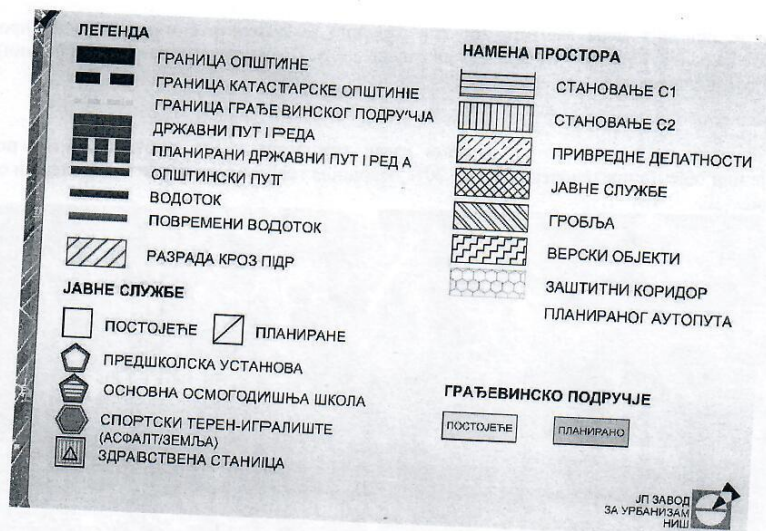 ЛЕГЕНДА
ГРАНИЦА ОПШТИНЕ
ГРАНИЦА КАТАСТАРСКЕ ОПШТИНЕ
ГРАНИЦА ГРАЂЕВИНСКОГ ПОДРУЧЈА
ДРЖАВНИ ПУТ I РЕДА
ПЛАНИРАНИ ДРЖАВНИ ПУТ I РЕДА
ОПШТИНСКИ ПУТ
ВОДОТОК
ПОВРЕМЕНИ ВОДОТОК
РАЗРАДА КРОЗ ПДР
ЈАВНЕ СЛУЖБЕ
ПОСТОЈЕЋЕ ПЛАНИРАНЕ
ПРЕДШКОЛСКА УСТАНОВА
ОСНОВНА ОСМОГОДИШЊА ШКОЛА
СПОРТСКИ ТЕРЕН-ИГРАЛИШТЕ
(АСФАЛТ/ЗЕМЉА)
ЗДРАВСТВЕНА СТАНИЦА
НАМЕНА ПРОСТОРА
СТАНОВАЊЕ С1
СТАНОВАЊЕ С2
ПРИВРЕДНЕ ДЕЛАТНОСТИ
ЈАВНЕ СЛУЖБЕ
ГРОБЉА
ВЕРСКИ ОБЈЕКТИ
ЗАШТИТНИ КОРИДОР
ПЛАНИРАНОГ АУТОПУТА
ГРАЂЕВИНСКО ПОДРУЧЈЕ
ПОСТОЈЕЋЕ ПЛАНИРАНО
ЈП ЗАВОД
ЗА УРБАНИЗАМ
НИШ